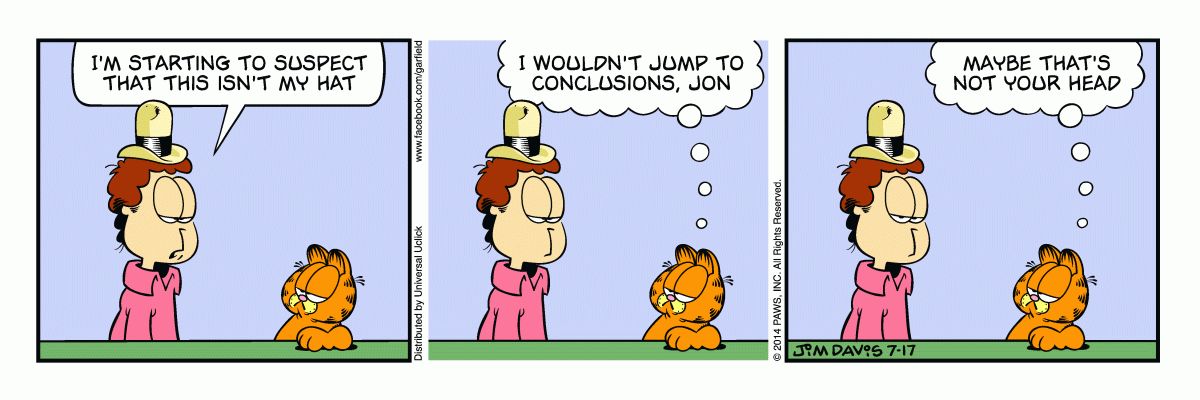 I'M STARTING TO SUSPECT
THAT THIS ISN'T MY HAT
Distributed by Universal Uclick
www.facebook.com/garfield
I WOULDN'T JUMP TO
CONCLUSIONS, JON
© 2014 PAWS, INC. All Rights Reserved.
MAYBE THAT'S
NOT YOUR HEAD
JIM DAVIS 7-17